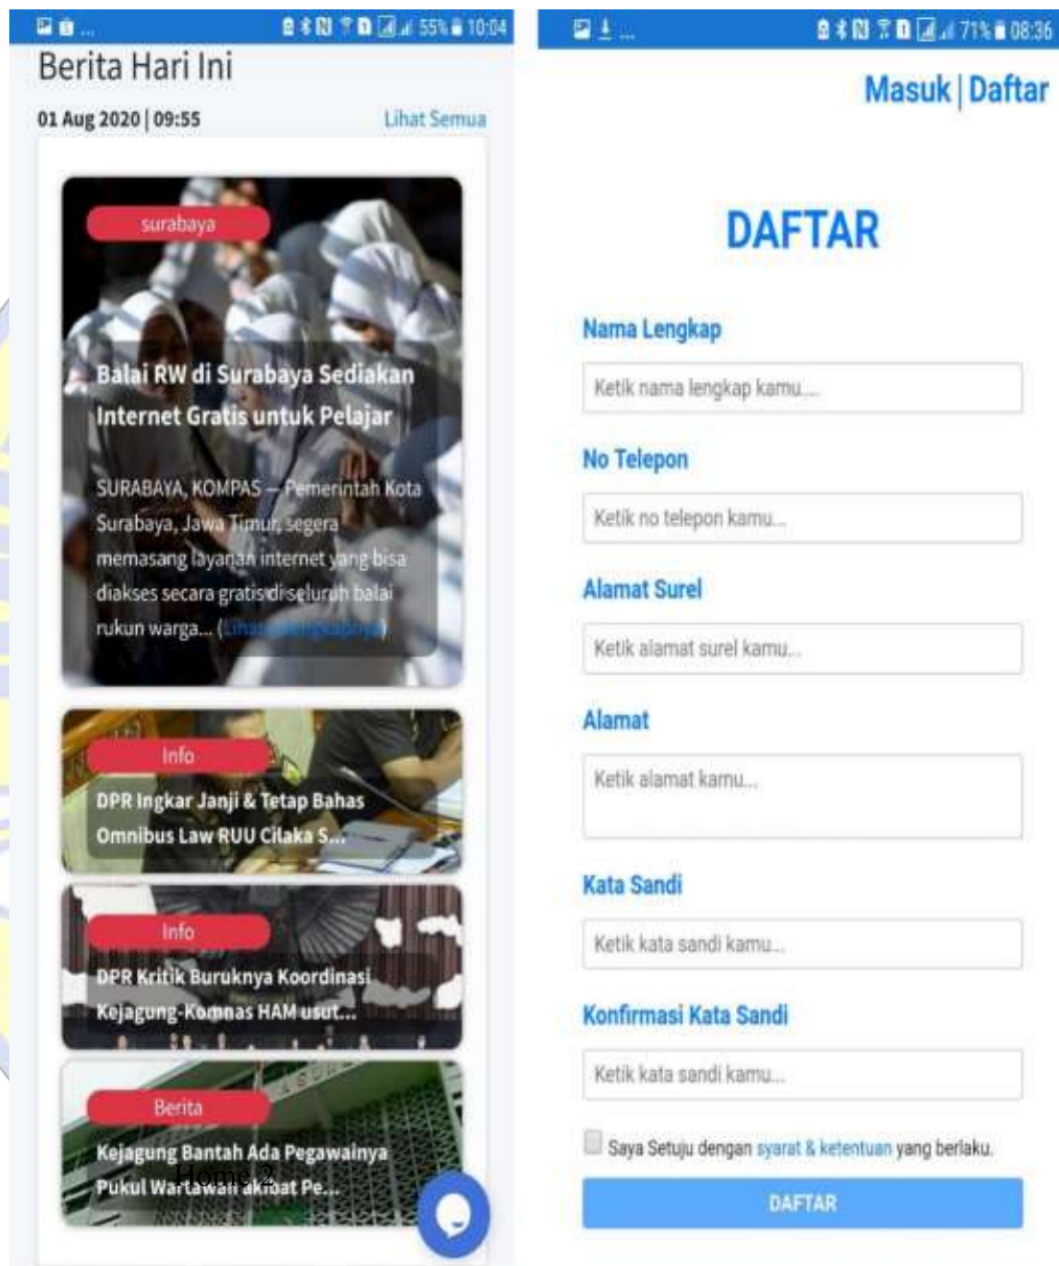 ... 55% 10:04
Berita Hari Ini
01 Aug 2020 | 09:55 Lihat Semua
surabaya
Balai RW di Surabaya Sediakan
Internet Gratis untuk Pelajar
SURABAYA, KOMPAS — Pemerintah Kota
Surabaya, Jawa Timur, segera
memasang layanan internet yang bisa
diakses secara gratis di seluruh balai
rukun warga... (Lihat selengkapnya)
Info
DPR Ingkar Janji & Tetap Bahas
Omnibus Law RUU Cilaka S...
Info
DPR Kritik Buruknya Koordinasi
Kejagung-Komnas HAM usut...
Berita
Kejagung Bantah Ada Pegawainya
Pukul Wartawan akibat Pe...
Home 2
... 71% 08:36
Masuk | Daftar
DAFTAR
Nama Lengkap
Ketik nama lengkap kamu....
No Telepon
Ketik no telepon kamu...
Alamat Surel
Ketik alamat surel kamu...
Alamat
Ketik alamat kamu...
Kata Sandi
Ketik kata sandi kamu...
Konfirmasi Kata Sandi
Ketik kata sandi kamu...
Saya Setuju dengan syarat & ketentuan yang berlaku.
DAFTAR